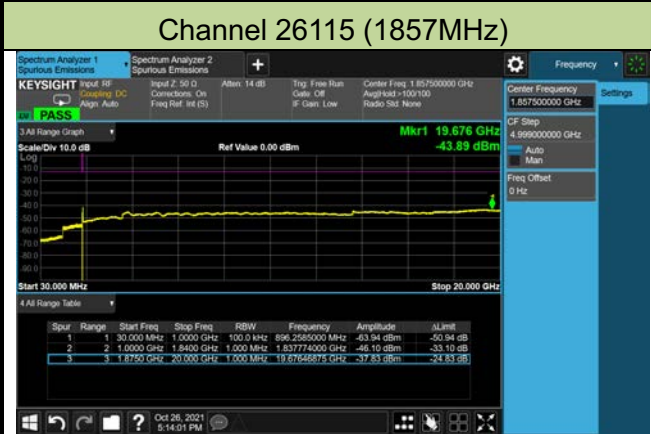 Channel 26115 (1857MHz)
Spectrum Analyzer 1
Spurious Emissions
Spectrum Analyzer 2
Spurious Emissions
+
Frequency
KEYSIGHT
Input: RF
Coupling: DC
Align: Auto
Input Z: 50 Ω
Corrections: On
Freq Ref: Int (S)
Atten: 14 dB
Trig: Free Run
Gate: Off
IF Gain: Low
Center Freq: 1.857500000 GHz
Avg|Hold:>100/100
Radio Std: None
PASS
Center Frequency
1.857500000 GHz
Settings
CF Step
4.999000000 GHz
Auto
Man
Freq Offset
0 Hz
3 All Range Graph
Mkr1 19.676 GHz
Scale/Div 10.0 dB
Ref Value 0.00 dBm
-43.89 dBm
Log
-10.0
-20.0
-30.0
-40.0
-50.0
-60.0
-70.0
-80.0
-90.0
1
Start 30.000 MHz
Stop 20.000 GHz
4 All Range Table
Spur Range Start Freq Stop Freq RBW Frequency Amplitude ΔLimit
1 1 30.000 MHz 1.0000 GHz 100.0 kHz 896.2585000 MHz -63.94 dBm -50.94 dB
2 2 1.0000 GHz 1.8400 GHz 1.000 MHz 1.837774000 GHz -46.10 dBm -33.10 dB
3 3 1.8750 GHz 20.000 GHz 1.000 MHz 19.67646875 GHz -37.83 dBm -24.83 dB
?
Oct 26, 2021
5:14:01 PM